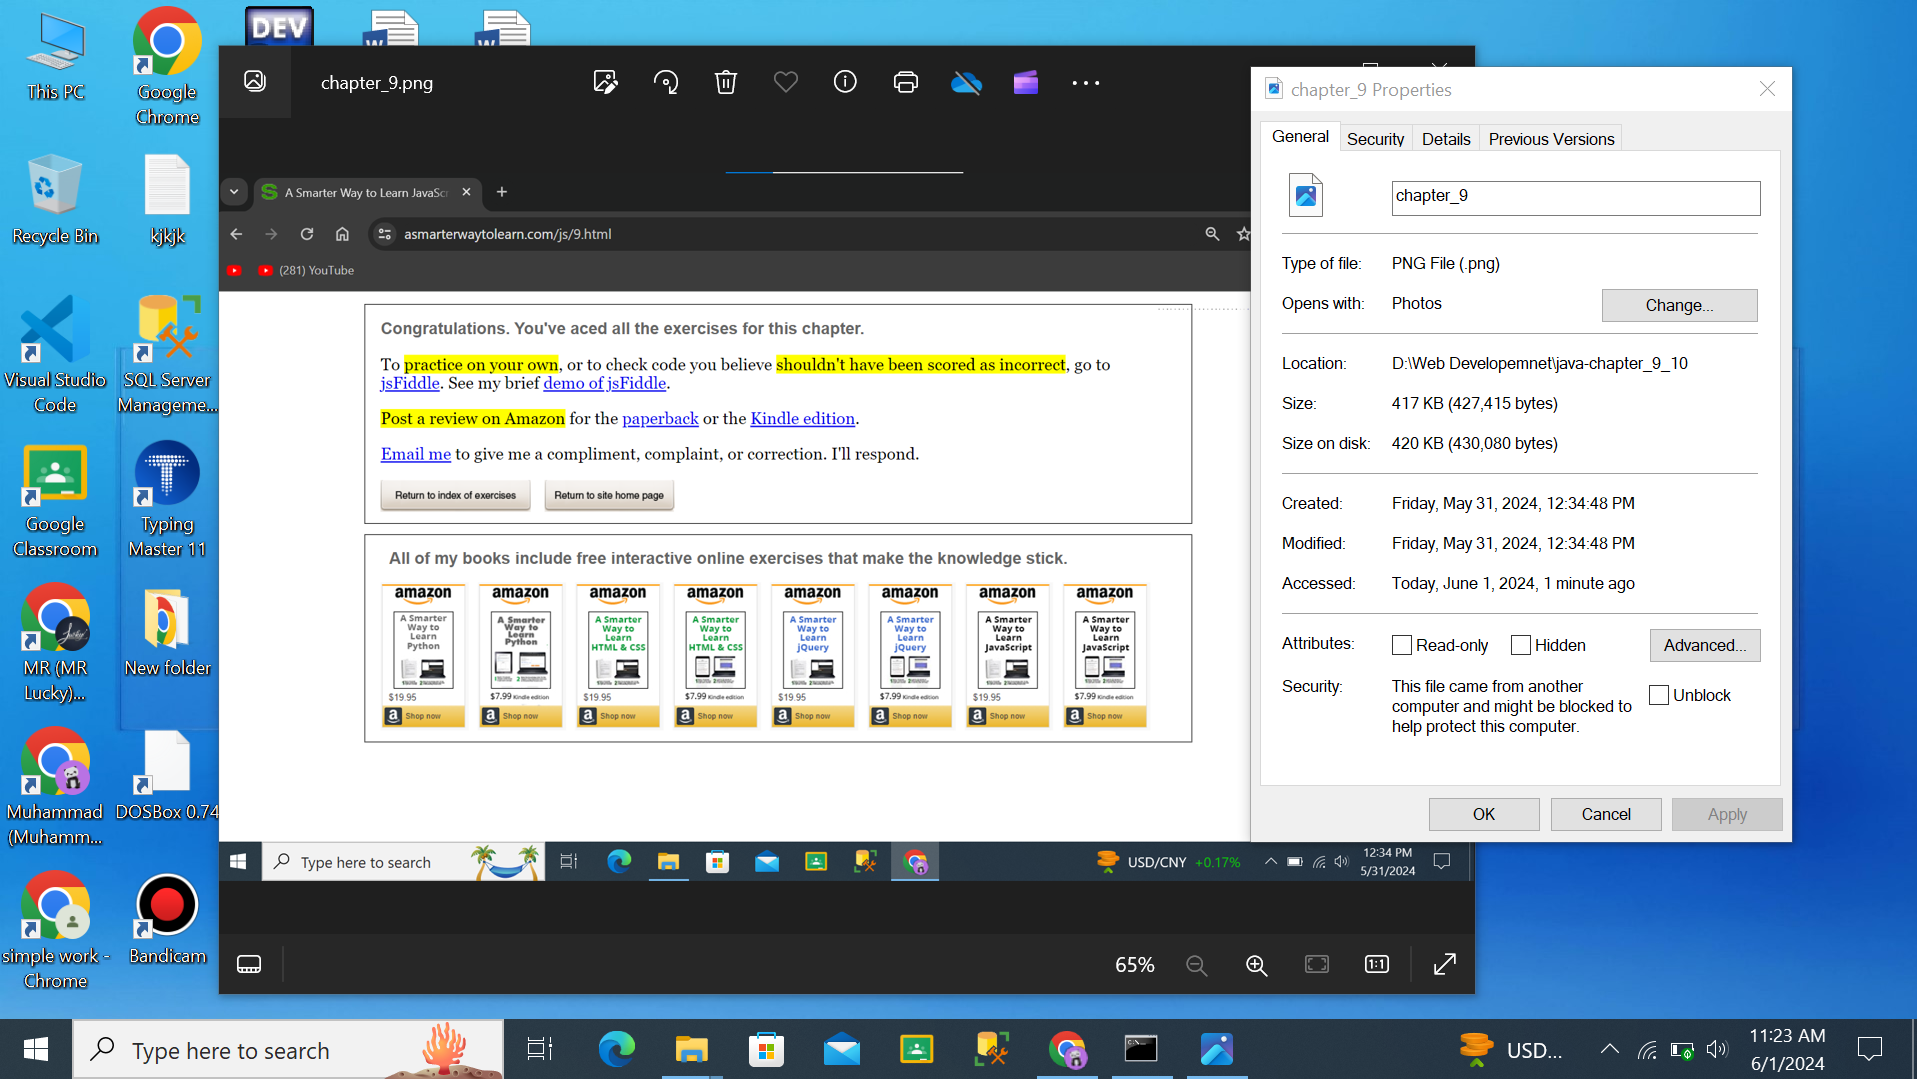 This PC
Google
Chrome
DEV
Recycle Bin
kjkjk
Visual Studio
Code
SQL Server
Manageme...
Google
Classroom
Typing
Master 11
MR (MR
Lucky)...
New folder
Muhammad
(Muhamm...
DOSBox 0.74
simple work -
Chrome
Bandicam
chapter_9.png
A Smarter Way to Learn JavaScr
asmarterwaytolearn.com/js/9.html
(281) YouTube
Congratulations. You've aced all the exercises for this chapter.
To practice on your own, or to check code you believe shouldn't have been scored as incorrect, go to
jsFiddle. See my brief demo of jsFiddle.
Post a review on Amazon for the paperback or the Kindle edition.
Email me to give me a compliment, complaint, or correction. I'll respond.
Return to index of exercises
Return to site home page
All of my books include free interactive online exercises that make the knowledge stick.
amazon amazon amazon amazon amazon amazon amazon amazon
A Smarter
Way to
Learn
Python
A Smarter
Way to
Learn
Python
A Smarter
Way to
Learn
HTML & CSS
A Smarter
Way to
Learn
HTML & CSS
A Smarter
Way to
Learn
jQuery
A Smarter
Way to
Learn
jQuery
A Smarter
Way to
Learn
JavaScript
A Smarter
Way to
Learn
JavaScript
$19.95 $7.99 Kindle edition $19.95 $7.99 Kindle edition $19.95 $7.99 Kindle edition $19.95 $7.99 Kindle edition
Shop now Shop now Shop now Shop now Shop now Shop now Shop now Shop now
Type here to search
USD/CNY +0.17%
12:34 PM
5/31/2024
65%
1:1
chapter_9 Properties
General
Security
Details
Previous Versions
chapter_9
Type of file: PNG File (.png)
Opens with: Photos
Change...
Location: D:\Web Developemnet\java-chapter_9_10
Size: 417 KB (427,415 bytes)
Size on disk: 420 KB (430,080 bytes)
Created: Friday, May 31, 2024, 12:34:48 PM
Modified: Friday, May 31, 2024, 12:34:48 PM
Accessed: Today, June 1, 2024, 1 minute ago
Attributes: Read-only Hidden Advanced...
Security: This file came from another
computer and might be blocked to
help protect this computer.
Unblock
OK
Cancel
Apply
Type here to search
USD...
11:23 AM
6/1/2024